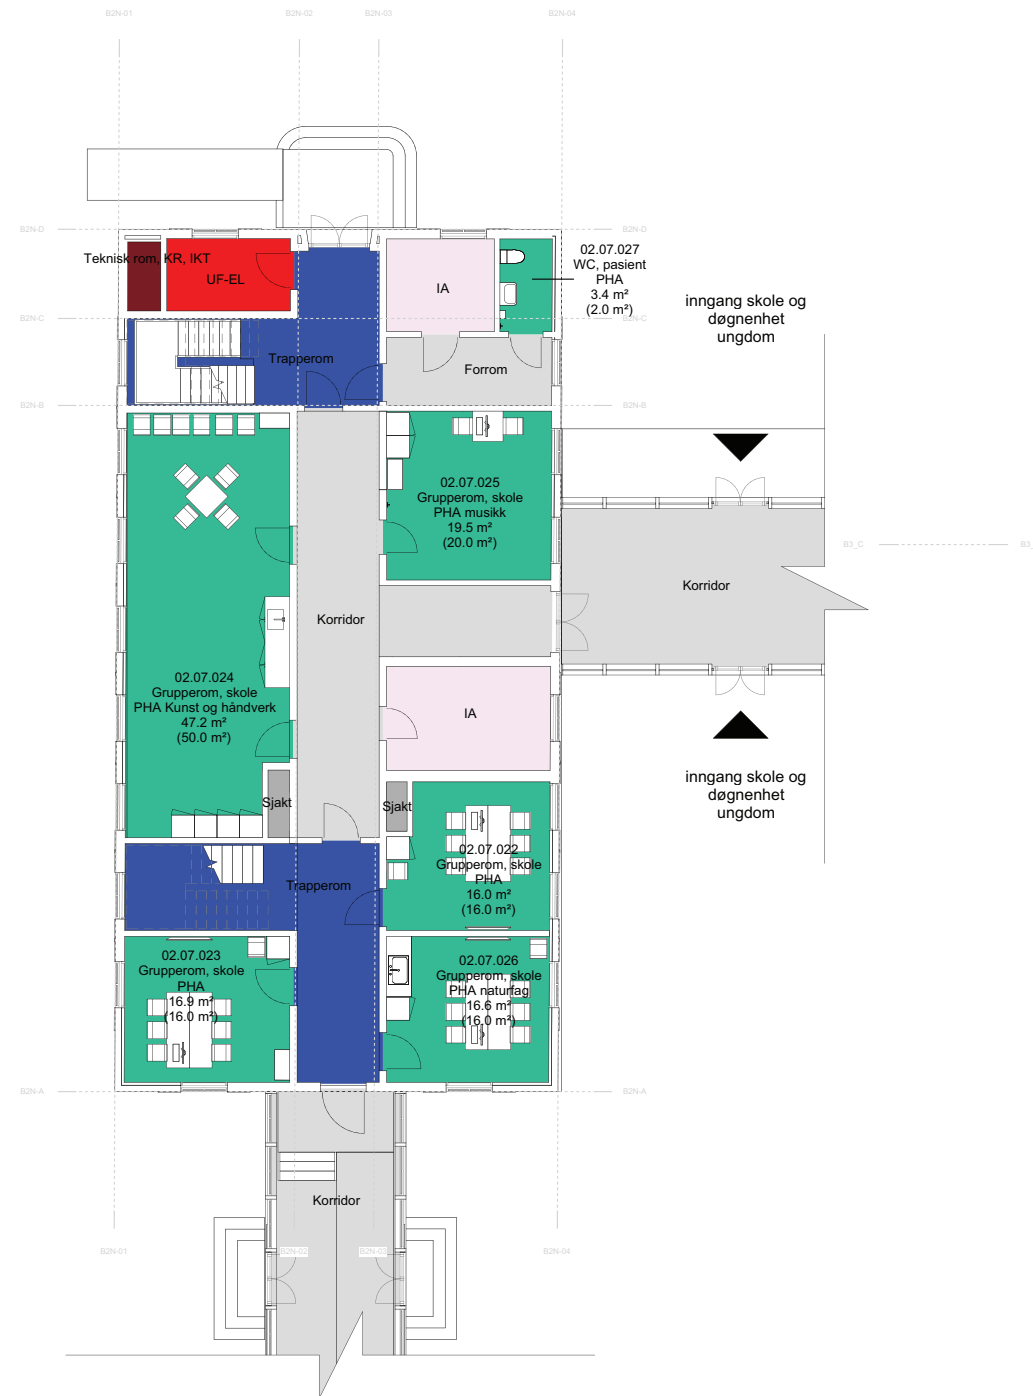 B2N-01
B2N-02
B2N-03
B2N-04
B2N-D
B2N-D
Teknisk rom, KR, IKT
UF-EL
IA
02.07.027
WC, pasient
PHA
3.4 m²
(2.0 m²)
inngang skole og
døgnenhet
ungdom
B2N-C
B2N-C
Trapperom
Forrom
B2N-B
B2N-B
02.07.025
Grupperom, skole
PHA musikk
19.5 m²
(20.0 m²)
B3_C
B3_
Korridor
Korridor
02.07.024
Grupperom, skole
PHA Kunst og håndverk
47.2 m²
(50.0 m²)
IA
inngang skole og
døgnenhet
ungdom
Sjakt
Sjakt
02.07.022
Grupperom, skole
PHA
16.0 m²
(16.0 m²)
Trapperom
02.07.023
Grupperom, skole
PHA
16.9 m²
(16.0 m²)
02.07.026
Grupperom, skole
PHA naturfag
16.6 m²
(16.0 m²)
B2N-A
B2N-A
Korridor
B2N-01
B2N-02
B2N-03
B2N-04